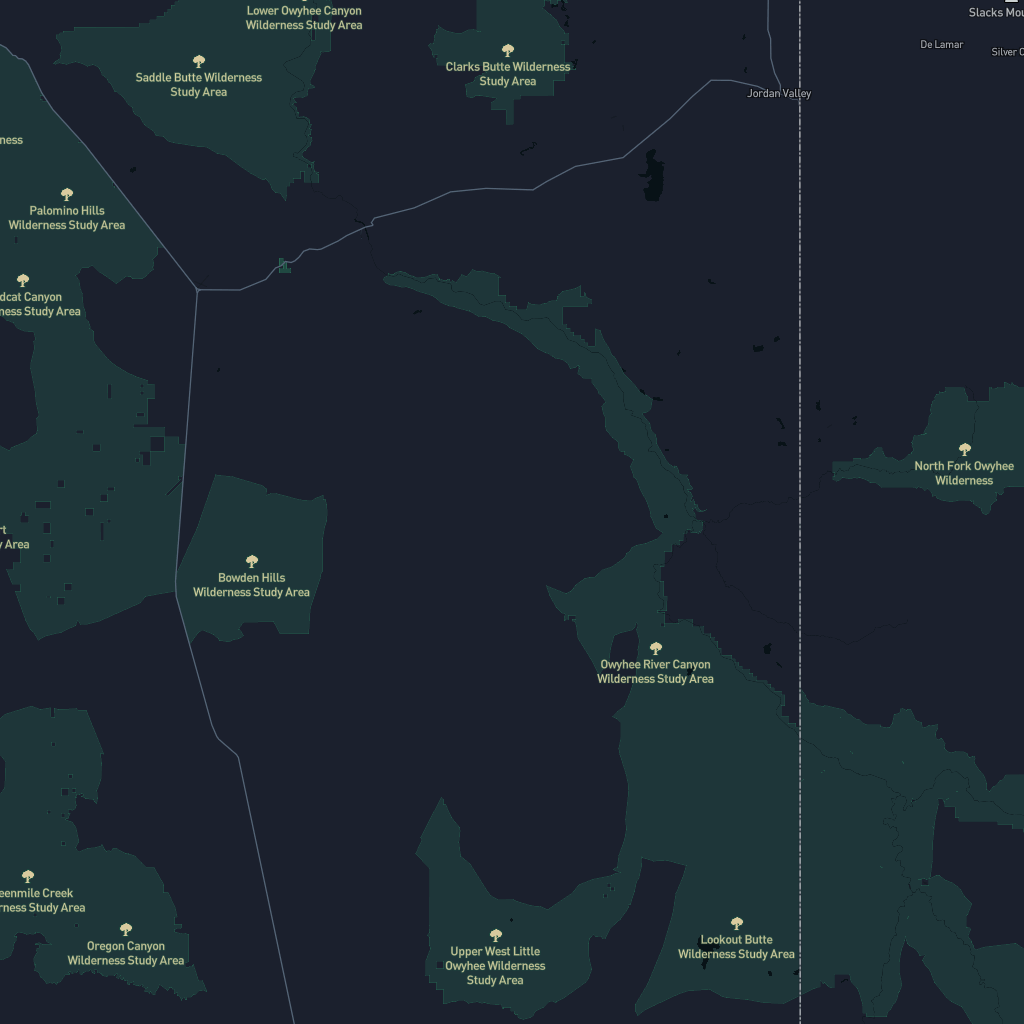 Lower Owyhee Canyon
Wilderness Study Area
Saddle Butte Wilderness
Study Area
Clarks Butte Wilderness
Study Area
Slacks Mou
De Lamar
Silver C
Jordan Valley
ness
Palomino Hills
Wilderness Study Area
dcat Canyon
ness Study Area
North Fork Owyhee
Wilderness
rt
y Area
Bowden Hills
Wilderness Study Area
Owyhee River Canyon
Wilderness Study Area
eenmile Creek
rness Study Area
Oregon Canyon
Wilderness Study Area
Upper West Little
Owyhee Wilderness
Study Area
Lookout Butte
Wilderness Study Area